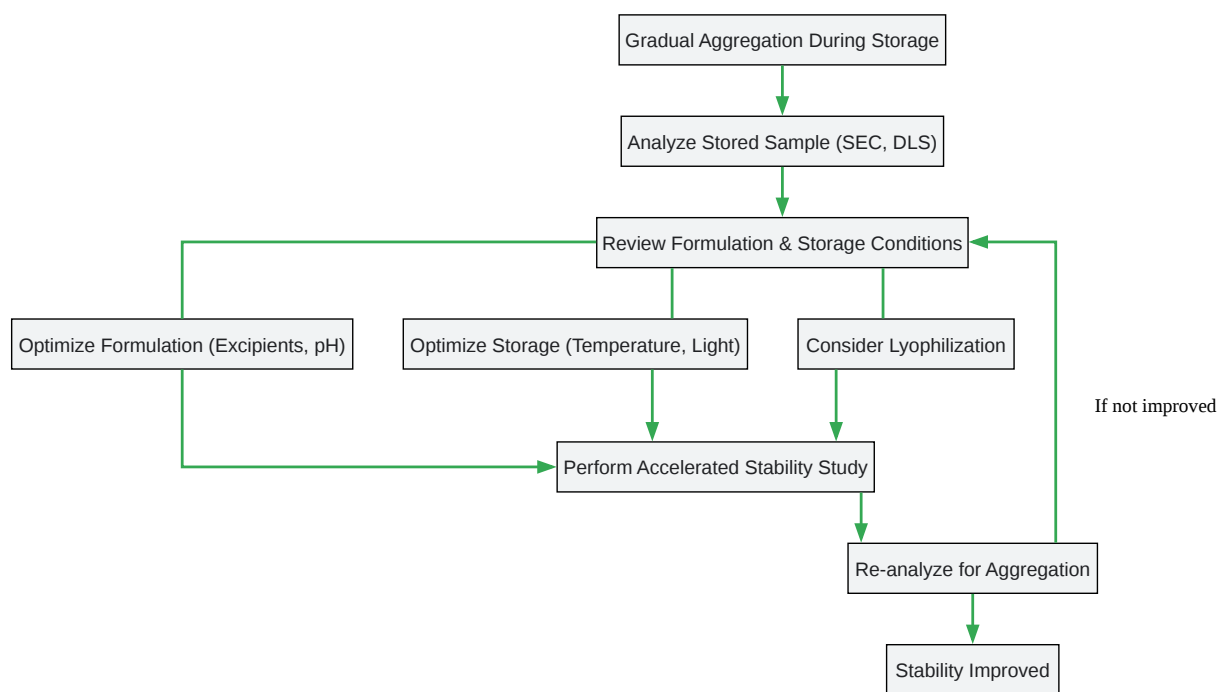 Gradual Aggregation During Storage
Analyze Stored Sample (SEC, DLS)
Review Formulation & Storage Conditions
Optimize Formulation (Excipients, pH)
Optimize Storage (Temperature, Light)
Consider Lyophilization
If not improved
Perform Accelerated Stability Study
Re-analyze for Aggregation
Stability Improved